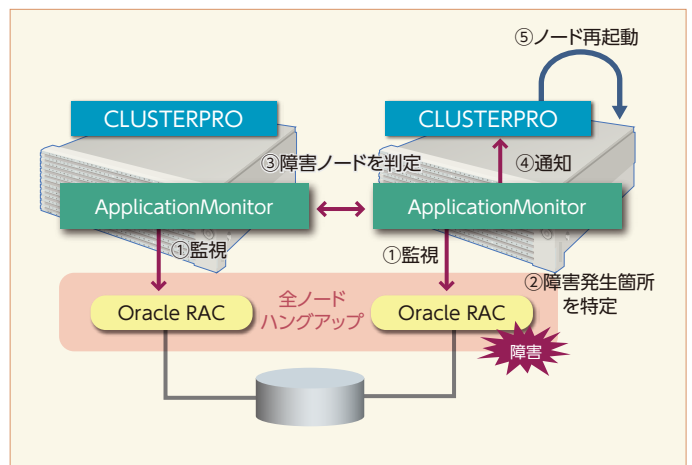 ⑤ノード再起動
CLUSTERPRO
CLUSTERPRO
③障害ノードを判定
④通知
ApplicationMonitor
ApplicationMonitor
①監視
①監視
②障害発生箇所
を特定
全ノード
ハングアップ
Oracle RAC
Oracle RAC
障害